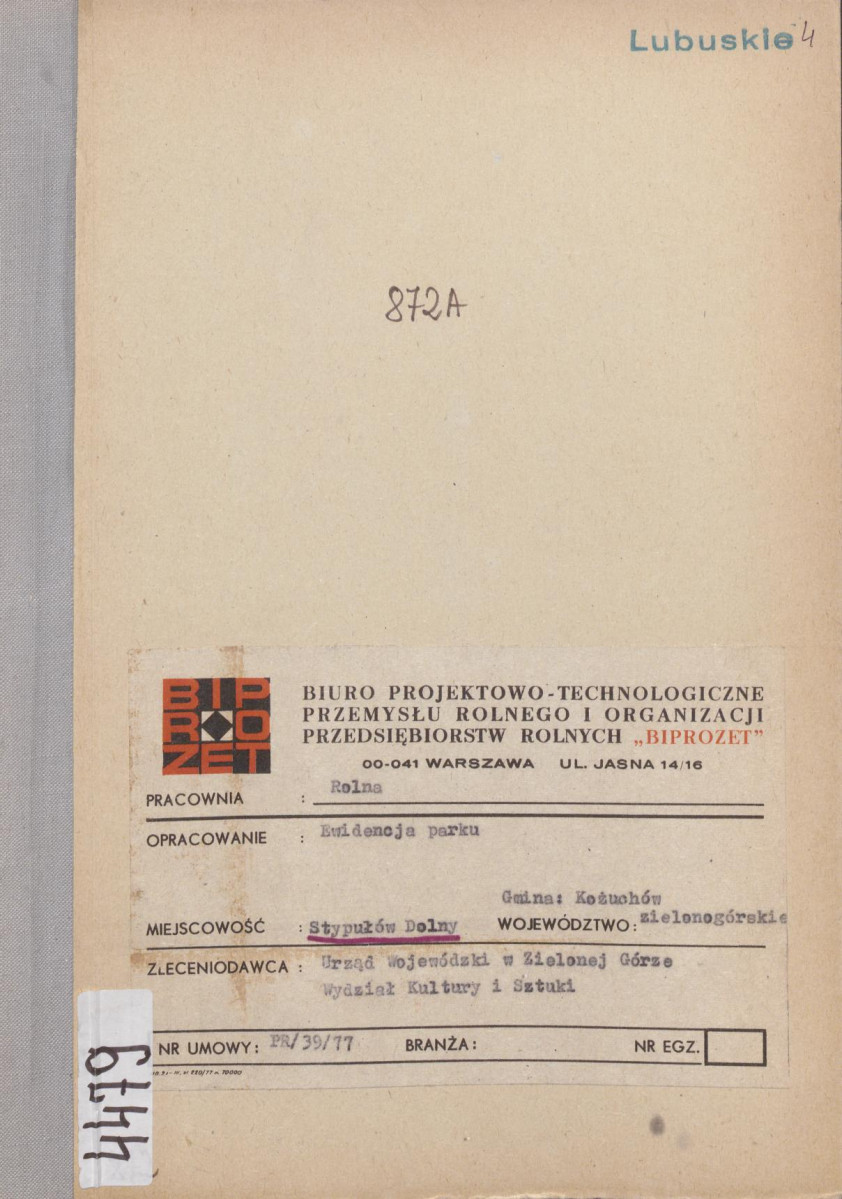 Lubuskie 4
872A
BIP
ROO
ZET
BIURO PROJEKTOWO-TECHNOLOGICZNE
PRZEMYSŁU ROLNEGO I ORGANIZACJI
PRZEDSIĘBIORSTW ROLNYCH „BIPROZET”
00-041 WARSZAWA UL. JASNA 14/16
PRACOWNIA : Rolna
OPRACOWANIE : Ewidencja parku
Gmina: Kożuchów
MIEJSCOWOŚĆ : Stypułów Dolny WOJEWÓDZTWO: zielonogórskie
ZLECENIODAWCA : Urząd Wojewódzki w Zielonej Górze
Wydział Kultury i Sztuki
NR UMOWY: PR/39/77 BRANŻA: NR EGZ.
4479